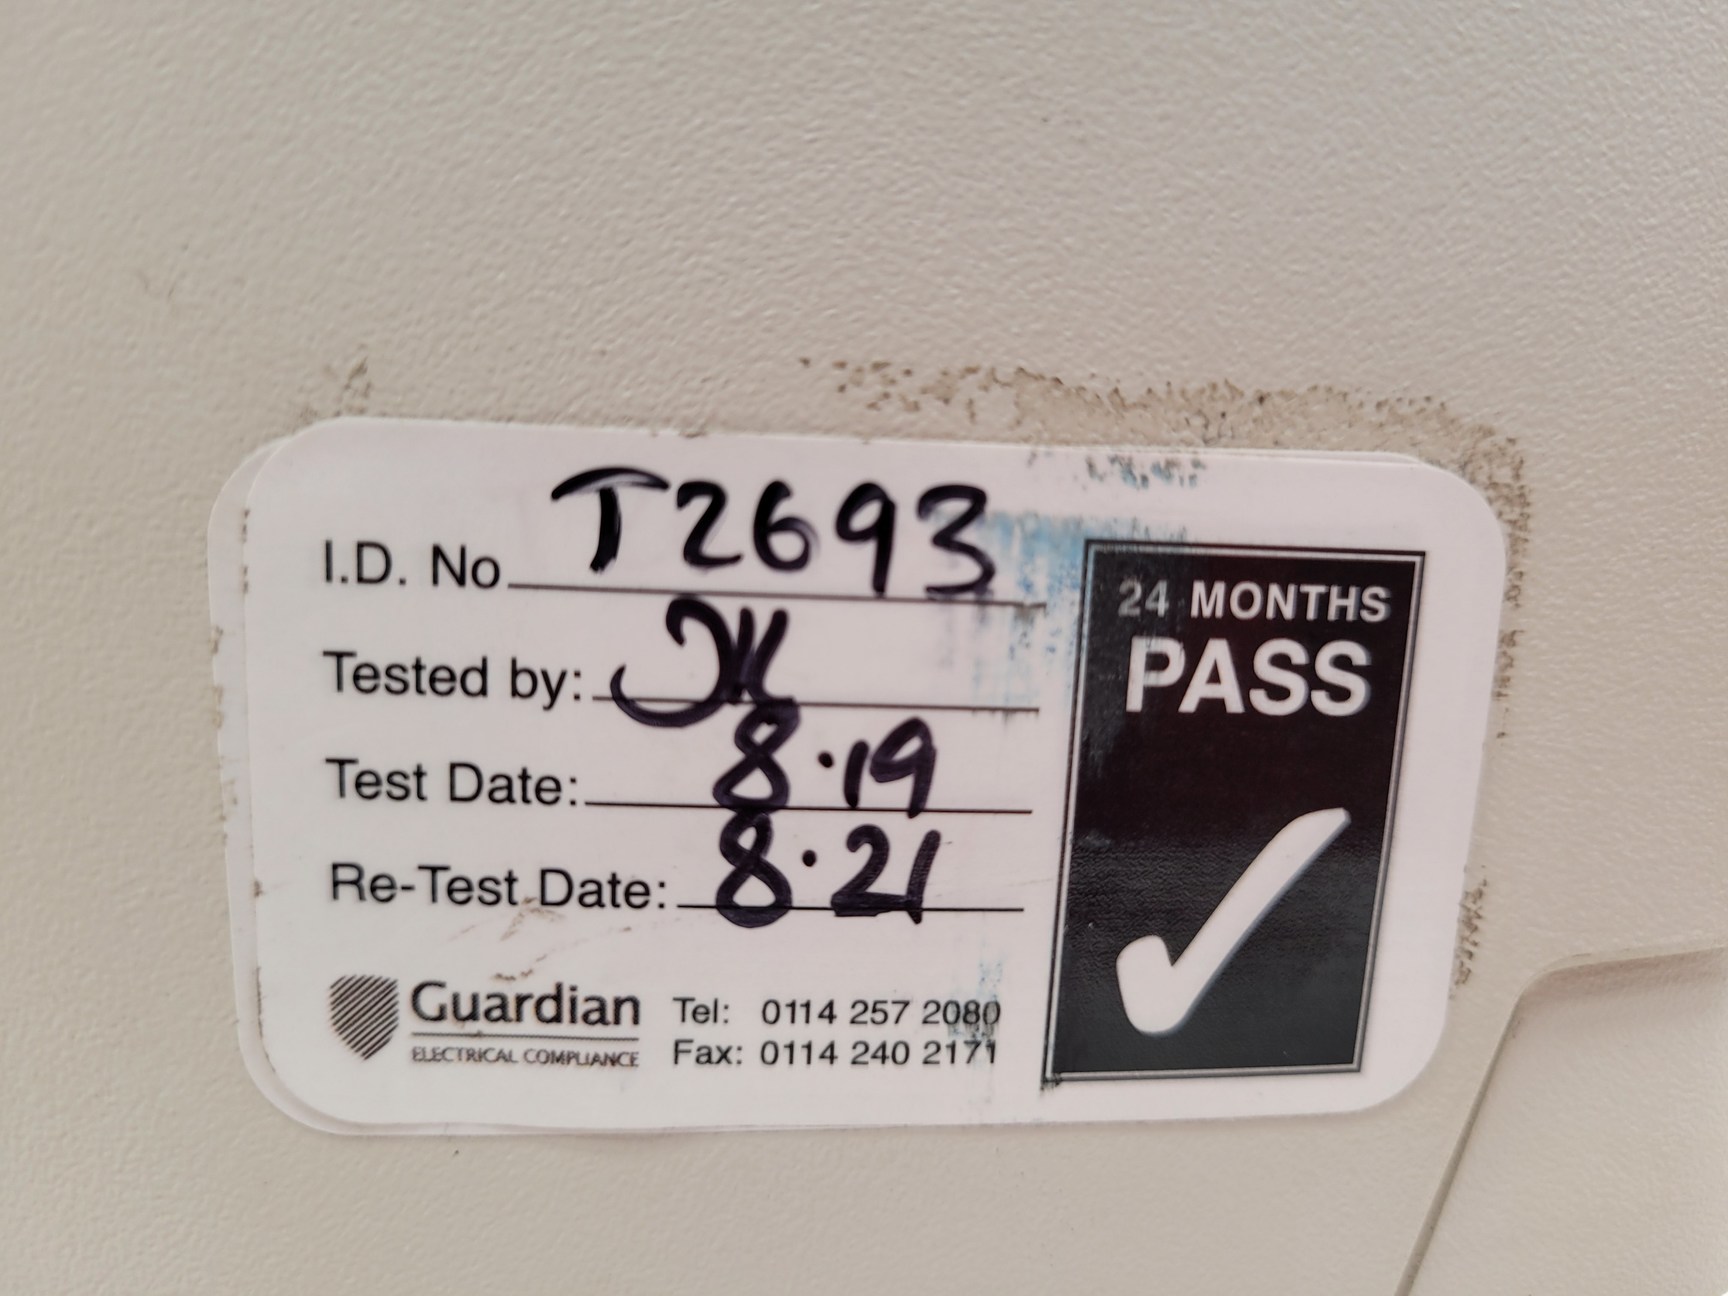 I.D. No T2693
Tested by: JK
Test Date: 8.19
Re-Test Date: 8.21
Guardian
ELECTRICAL COMPLIANCE
Tel: 0114 257 2080
Fax: 0114 240 2171
24 MONTHS
PASS